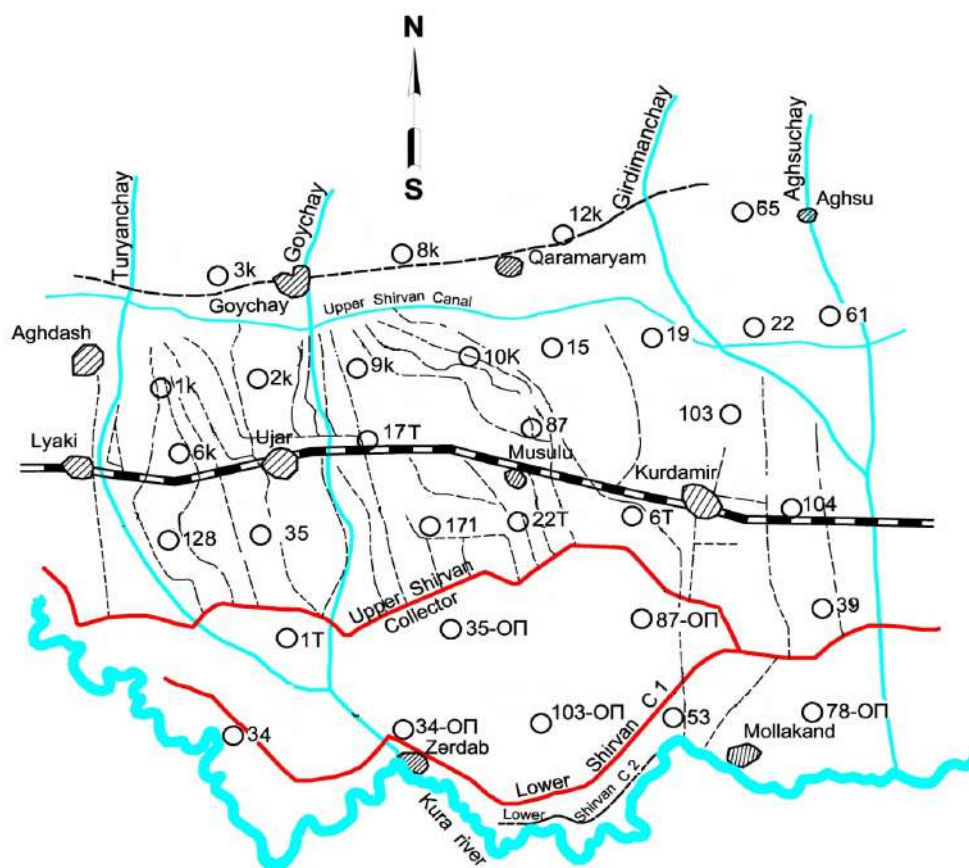 N
S
Turyanchay
Goychay
Girdimanchay
Aghsuchay
Aghsu
65
12k
8k
3k
Qaramaryam
Goychay
Upper Shirvan Canal
61
22
19
15
10K
9k
2k
1k
Aghdash
103
87
17T
Ujar
6k
Lyaki
Musulu
Kurdamir
104
6T
22T
171
35
128
Upper Shirvan
Collector
39
87-ОП
35-ОП
1T
78-ОП
53
103-ОП
34-ОП
34
Zərdab
Mollakand
Lower Shirvan C 1
Lower Shirvan C 2
Kura river